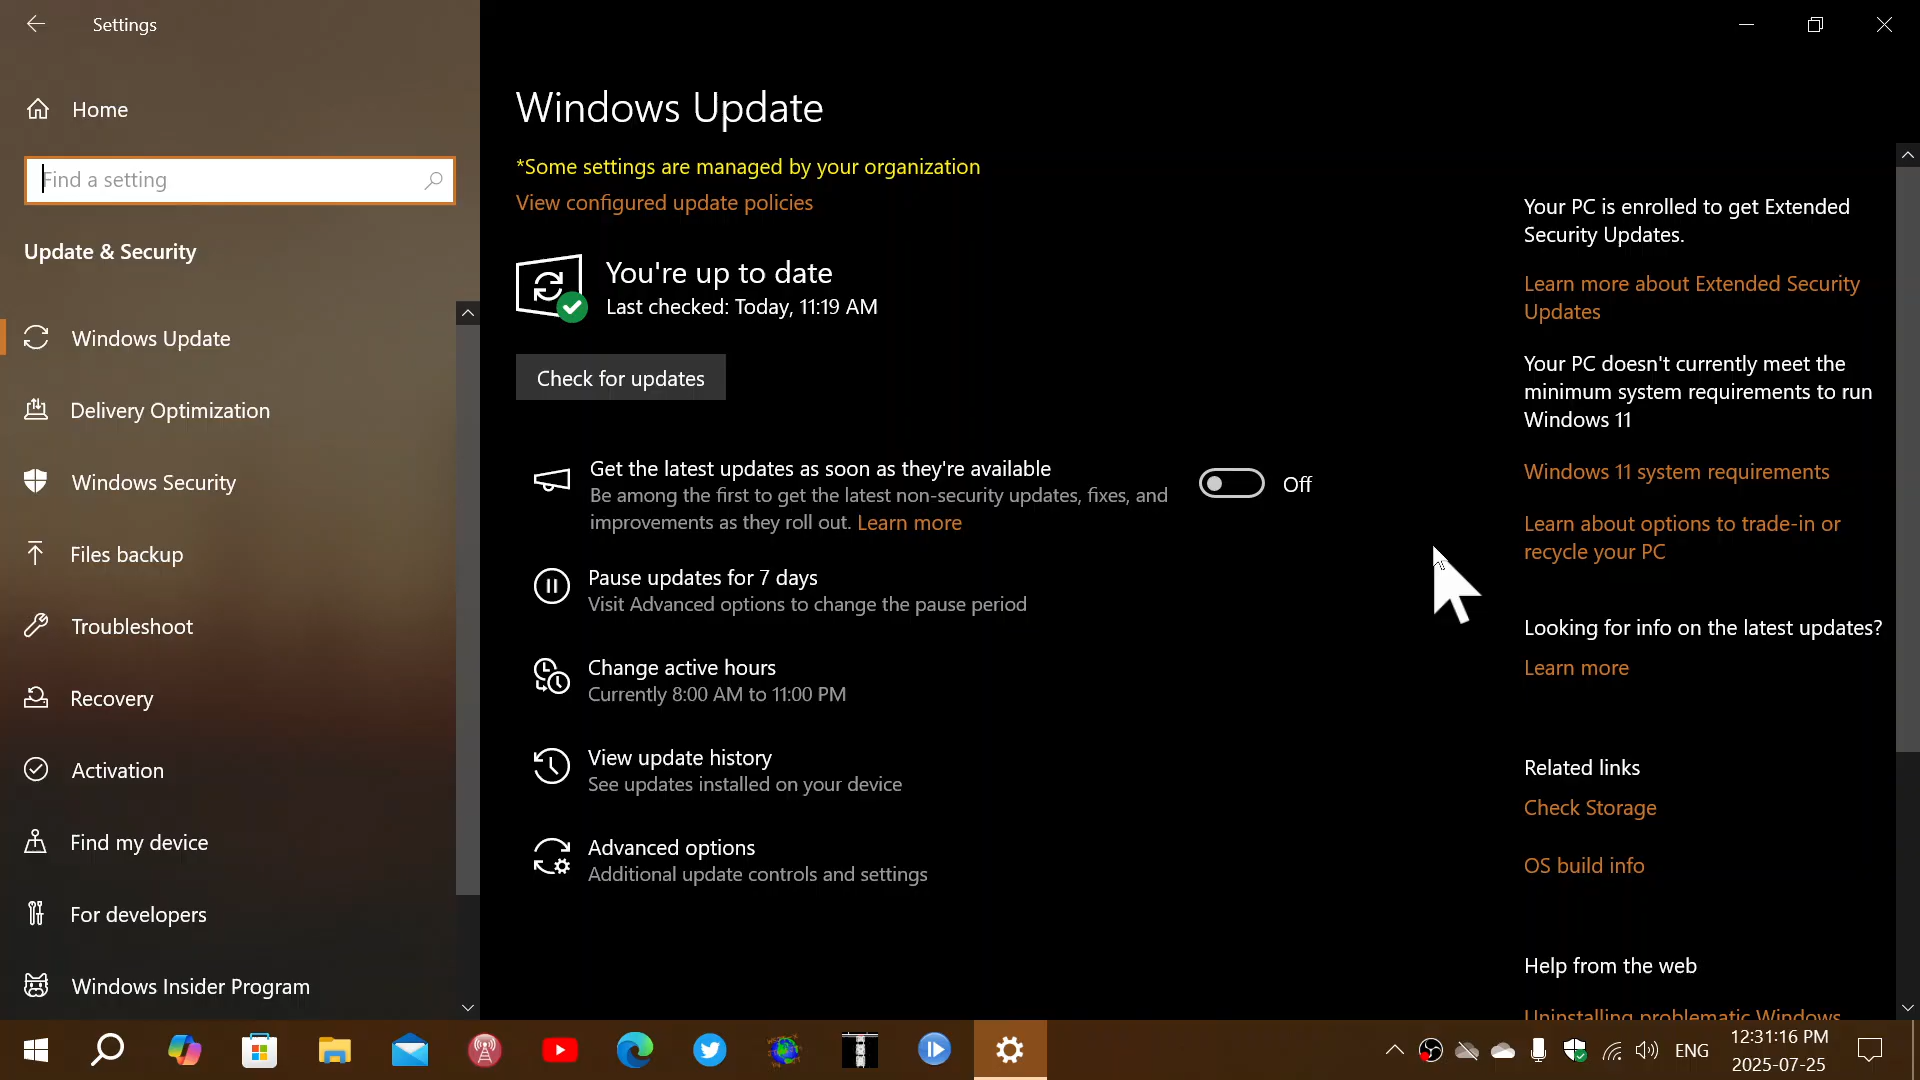 Settings
Home
Find a setting
Update & Security
Windows Update
Delivery Optimization
Windows Security
Files backup
Troubleshoot
Recovery
Activation
Find my device
For developers
Windows Insider Program
Windows Update
*Some settings are managed by your organization
View configured update policies
You're up to date
Last checked: Today, 11:19 AM
Check for updates
Get the latest updates as soon as they're available
Be among the first to get the latest non-security updates, fixes, and
improvements as they roll out. Learn more
Off
Pause updates for 7 days
Visit Advanced options to change the pause period
Change active hours
Currently 8:00 AM to 11:00 PM
View update history
See updates installed on your device
Advanced options
Additional update controls and settings
Your PC is enrolled to get Extended
Security Updates.
Learn more about Extended Security
Updates
Your PC doesn't currently meet the
minimum system requirements to run
Windows 11
Windows 11 system requirements
Learn about options to trade-in or
recycle your PC
Looking for info on the latest updates?
Learn more
Related links
Check Storage
OS build info
Help from the web
Uninstalling problematic Windows
ENG
12:31:16 PM
2025-07-25